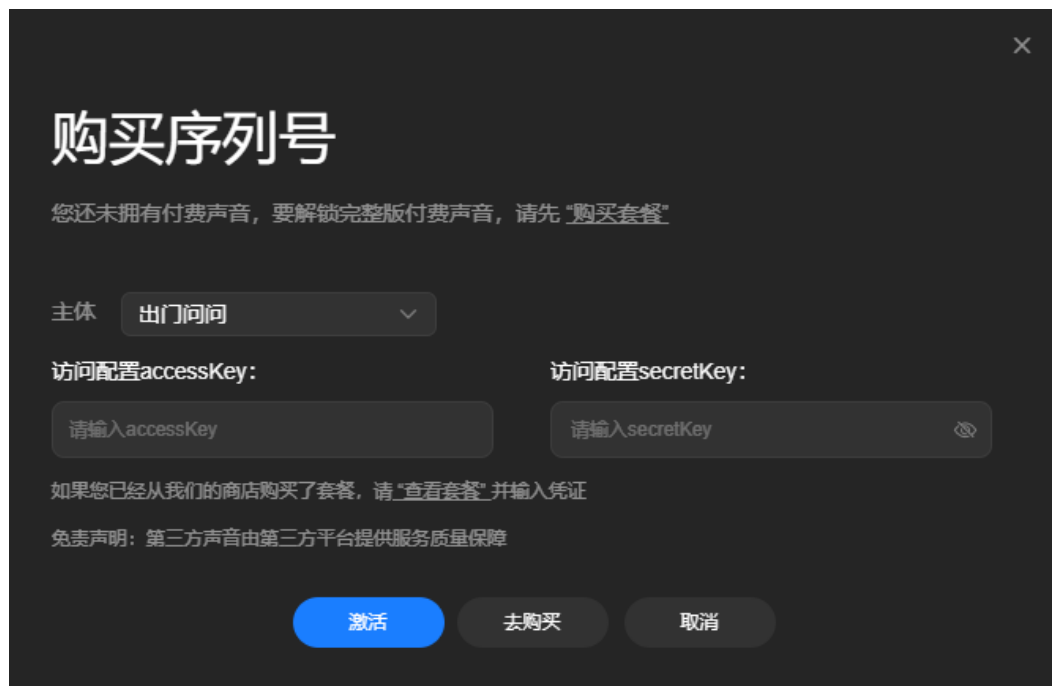 购买序列号
您还未拥有付费声音，要解锁完整版付费声音，请先 “购买套餐”
主体 出门问问
访问配置accessKey： 访问配置secretKey：
请输入accessKey 请输入secretKey
如果您已经从我们的商店购买了套餐，请 “查看套餐” 并输入凭证
免责声明：第三方声音由第三方平台提供服务质量保障
激活 去购买 取消